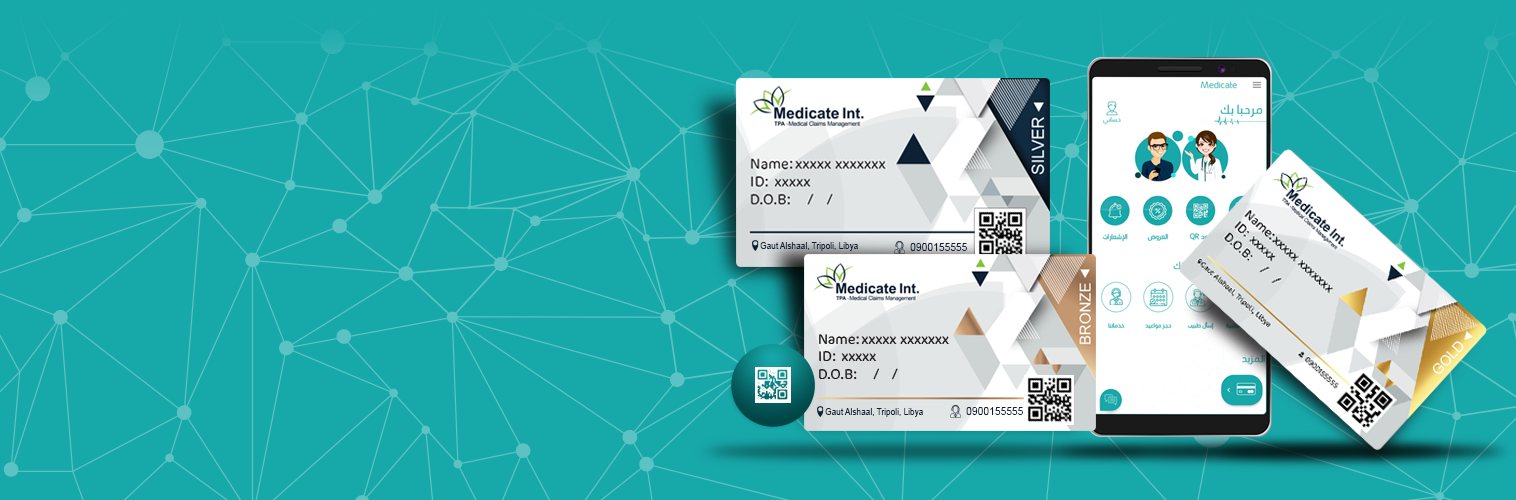 Medicate Int.
TPA -Medical Claims Management
Name: xxxxx xxxxxxx
ID: xxxxx
D.O.B: / /
Gaut Alshaal, Tripoli, Libya
0900155555
SILVER
Medicate Int.
TPA -Medical Claims Management
Name: xxxxx xxxxxxx
ID: xxxxx
D.O.B: / /
Gaut Alshaal, Tripoli, Libya
0900155555
BRONZE
Medicate
مرحبا بك
حسابي
QR
العروض
الإشعارات
إسأل طبيب
حجز مواعيد
خدماتنا
المزيد
Medicate Int.
TPA -Medical Claims Management
Name: xxxxx xxxxxxx
ID: xxxxx
D.O.B: / /
Gaut Alshaal, Tripoli, Libya
0900155555
GOLD